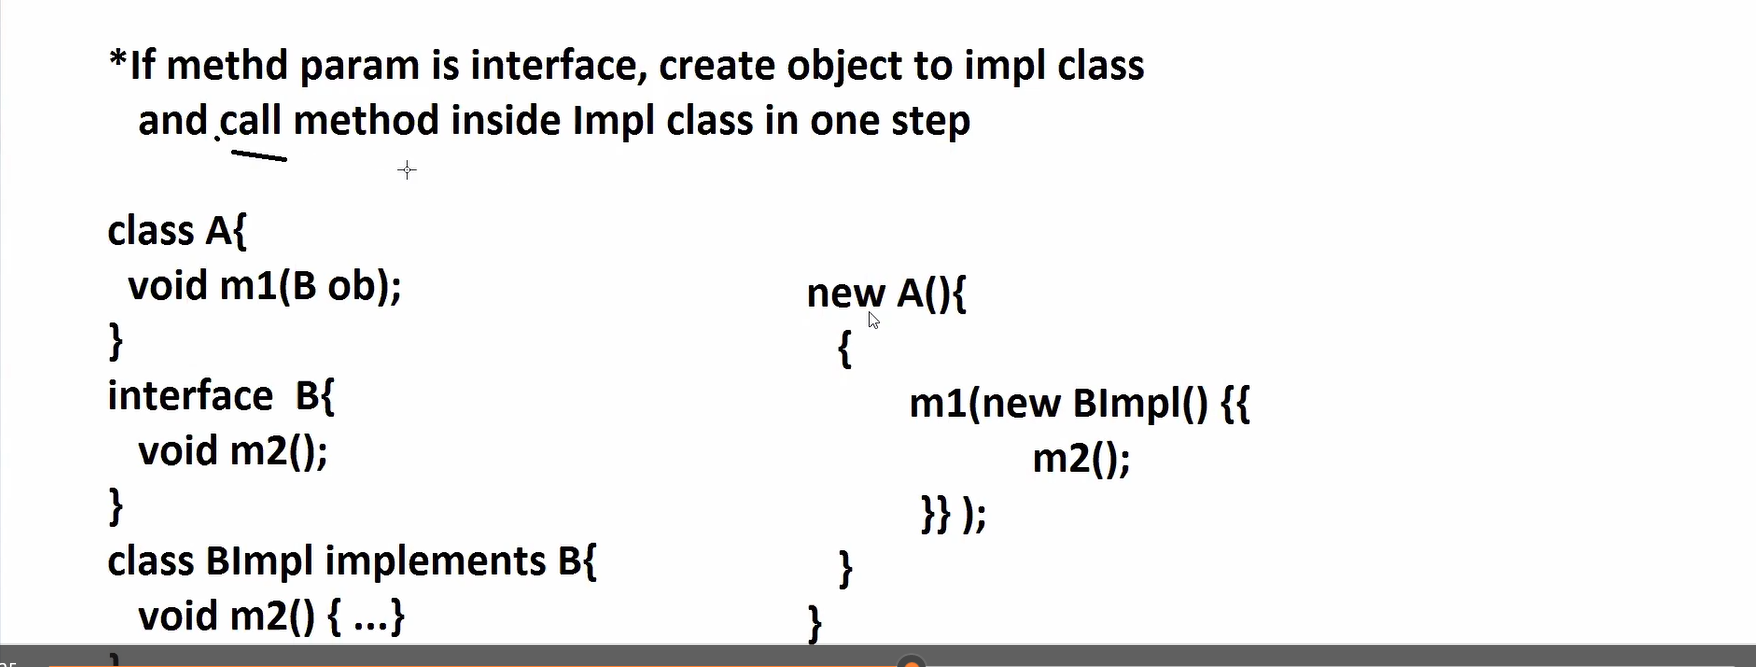 *If methd param is interface, create object to impl class
and call method inside Impl class in one step
class A{
void m1(B ob);
}
interface B{
void m2();
}
class BImpl implements B{
void m2() { ...}
}
new A(){
{
m1(new BImpl() {{
m2();
}} );
}
}